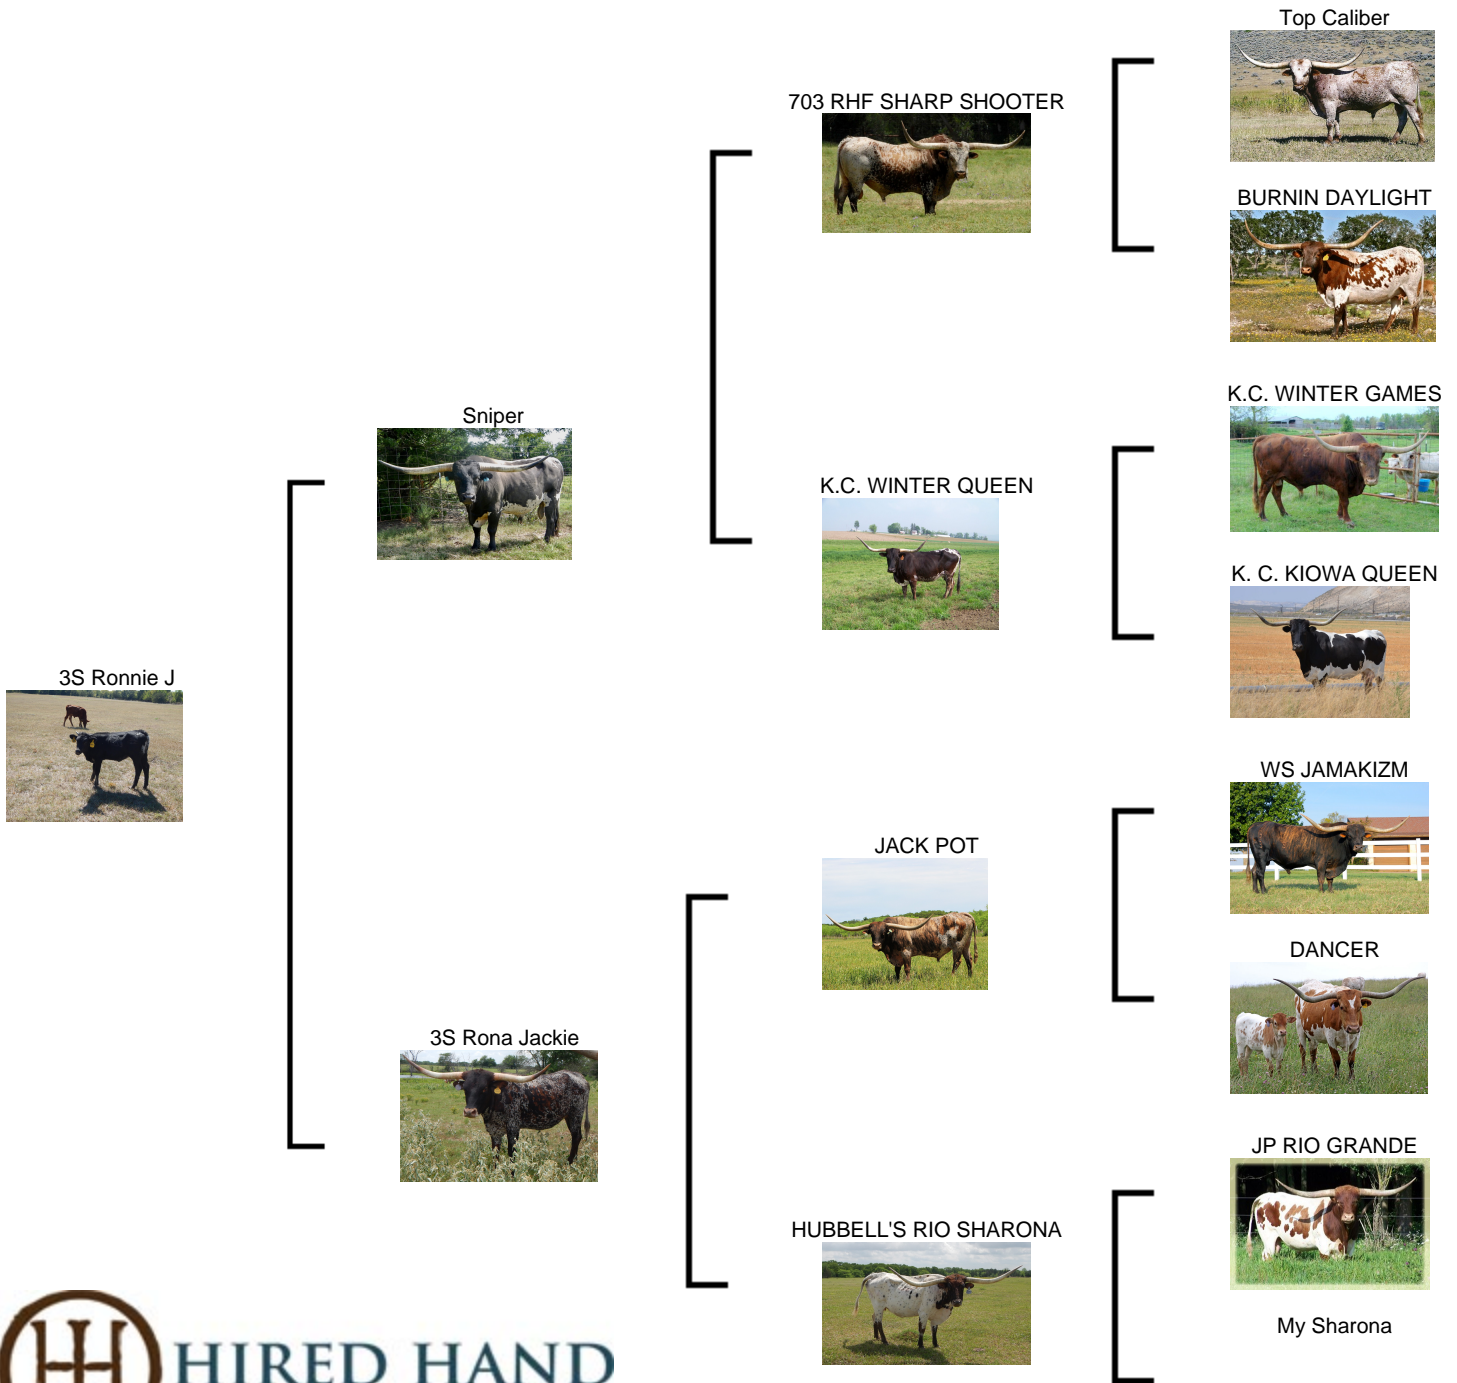 Top Caliber
703 RHF SHARP SHOOTER
BURNIN DAYLIGHT
K.C. WINTER GAMES
Sniper
K.C. WINTER QUEEN
K. C. KIOWA QUEEN
3S Ronnie J
WS JAMAKIZM
JACK POT
DANCER
3S Rona Jackie
JP RIO GRANDE
HUBBELL'S RIO SHARONA
My Sharona
HIRED HAND